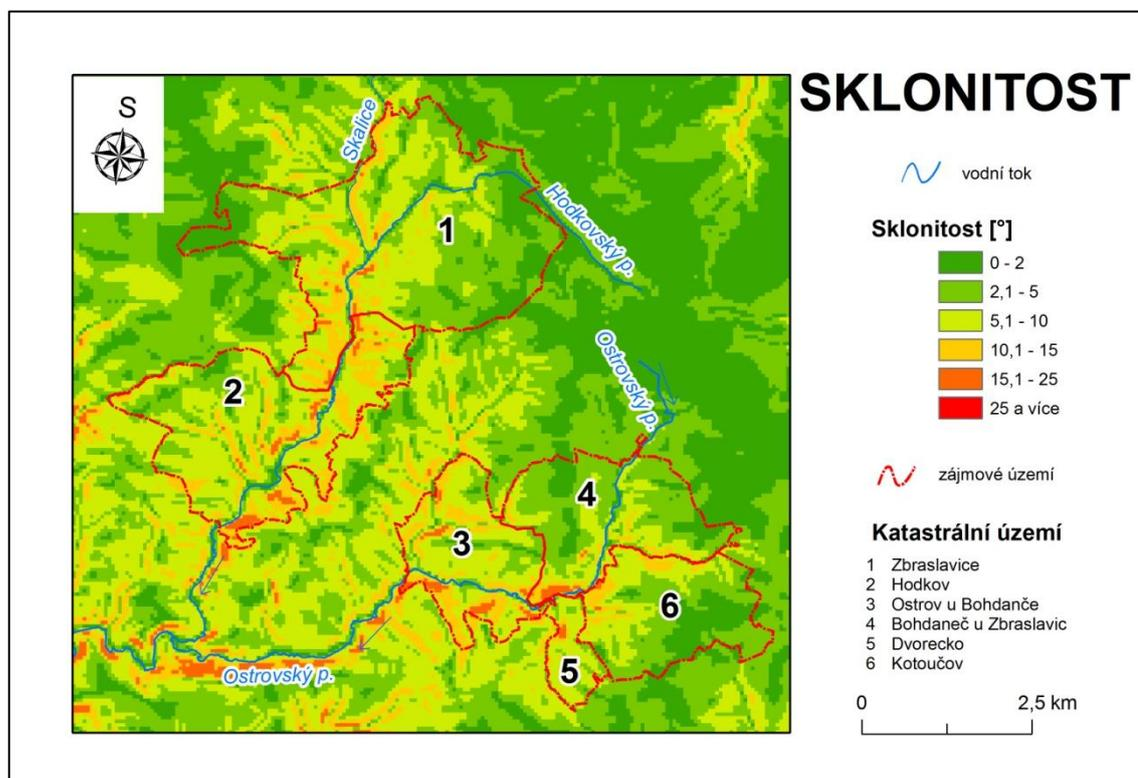 SKLONITOST
S
Skalice
Hodkovský p.
1
Ostrovský p.
2
4
3
6
5
Ostrovský p.
vodní tok
Sklonitost [°]
0 - 2
2,1 - 5
5,1 - 10
10,1 - 15
15,1 - 25
25 a více
zájmové území
Katastrální území
1 Zbraslavice
2 Hodkov
3 Ostrov u Bohdanče
4 Bohdaneč u Zbraslavic
5 Dvorecko
6 Kotoučov
0 2,5 km